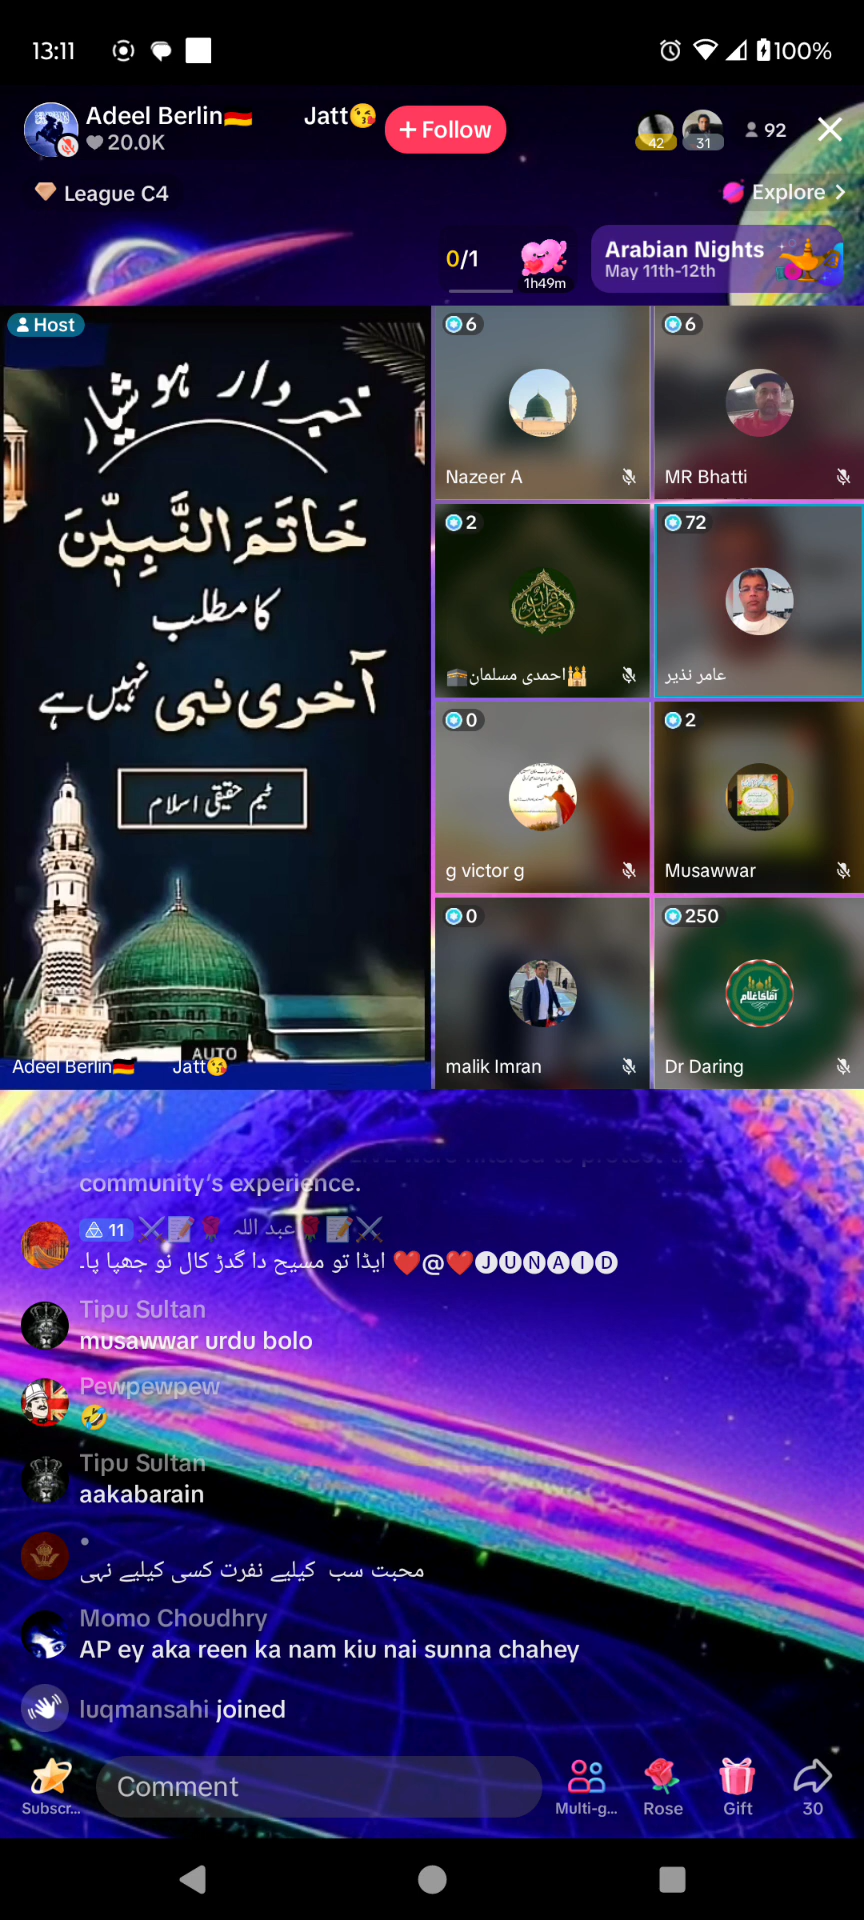 13:11
100%
Adeel Berlin🇩🇪 Jatt😘
20.0K
+ Follow
42
31
92
League C4
Explore
0/1
1h49m
Arabian Nights
May 11th-12th
Host
خبردار ہوشیار
خَاتَمَ النَّبِيّٖنَ
کا مطلب
آخری نبی نہیں ہے
ٹیم حقیقی اسلام
AUTO
Adeel Berlin🇩🇪 Jatt😘
6
Nazeer A
6
MR Bhatti
2
🕋احمدی مسلمان🕌
72
عامر نذیر
0
g victor g
2
Musawwar
0
malik Imran
250
آقا کا غلام
Dr Daring
community's experience.
11 ⚔️📝🌹 عبد اللہ 🌹📝⚔️
ایڈا تو مسیح دا گدڑ کال نو جھپا پا۔ ❤️@❤️🅙🅤🅝🅐🅘🅓
Tipu Sultan
musawwar urdu bolo
Pewpewpew
🤣
Tipu Sultan
aakabarain
•
محبت سب کیلیے نفرت کسی کیلیے نہی
Momo Choudhry
AP ey aka reen ka nam kiu nai sunna chahey
luqmansahi joined
Subscr...
Comment
Multi-g...
Rose
Gift
30